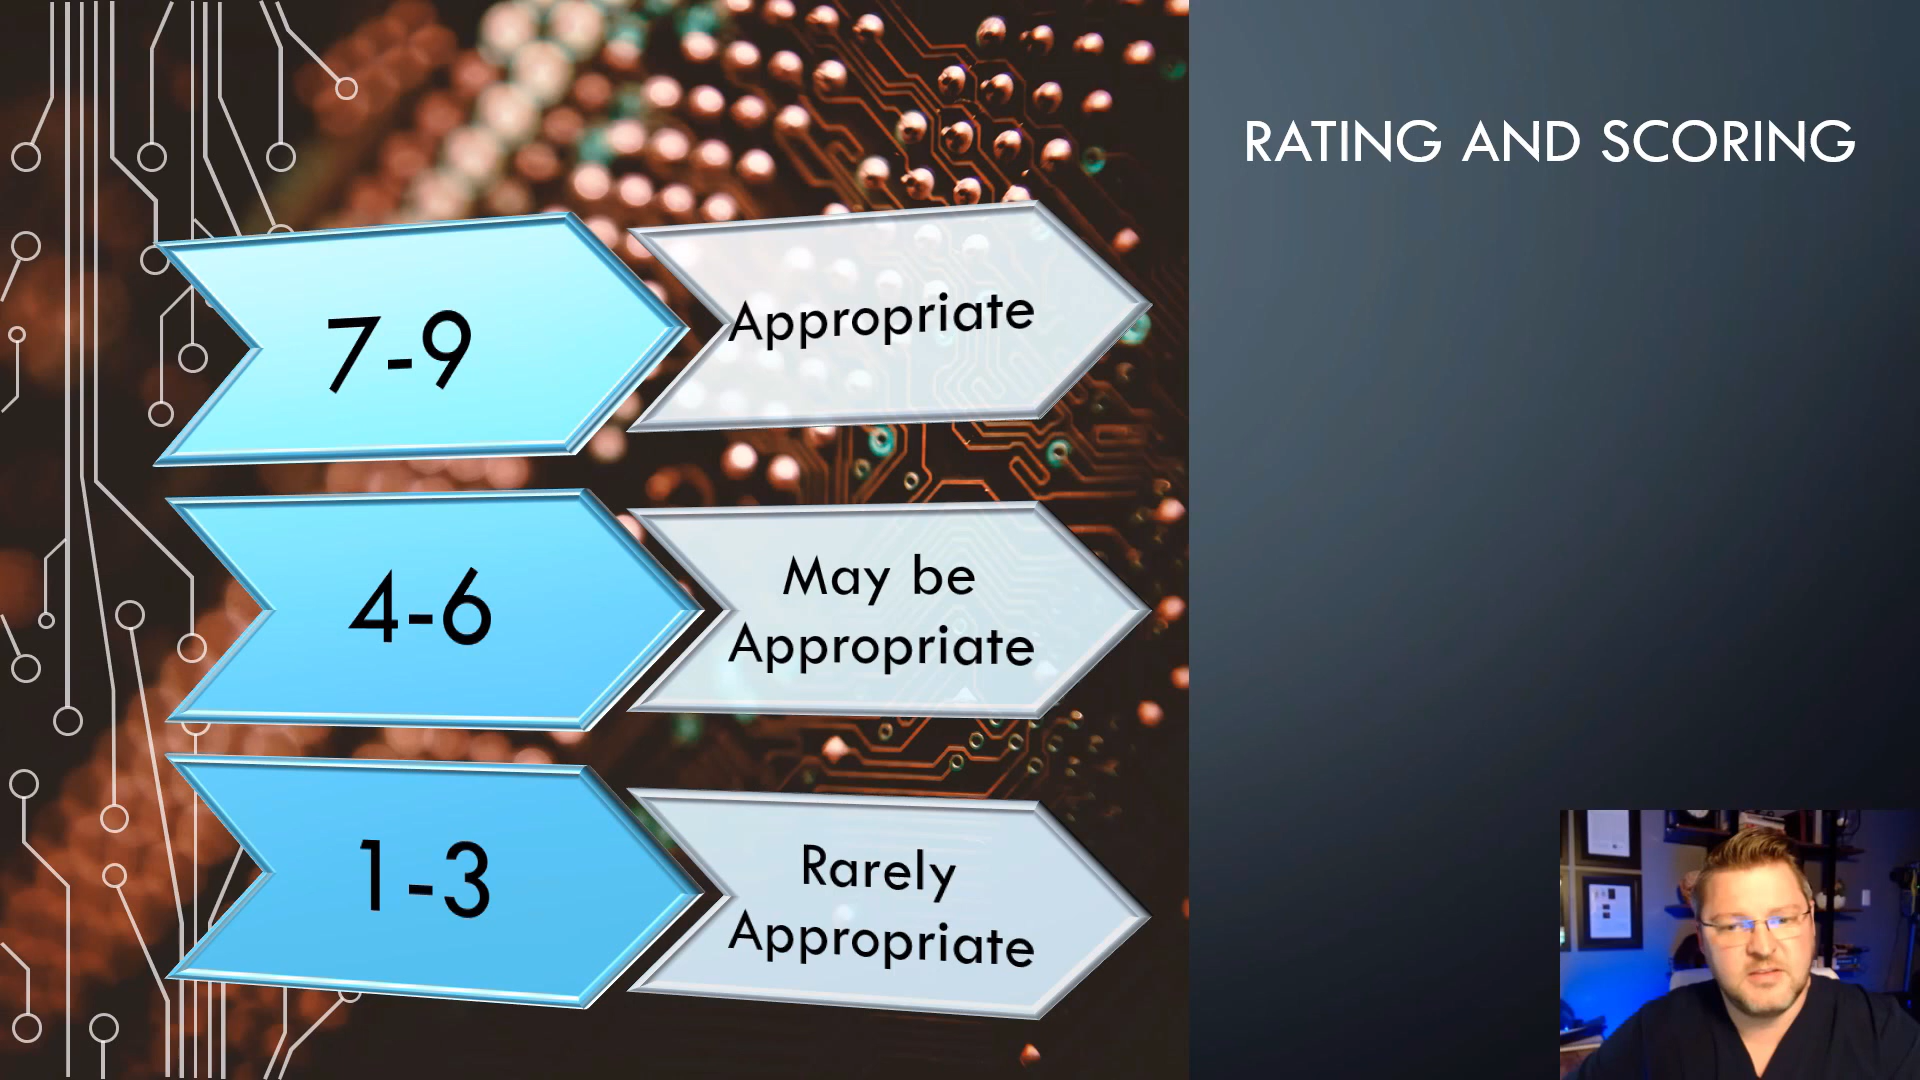 RATING AND SCORING
7-9
Appropriate
4-6
May be
Appropriate
1-3
Rarely
Appropriate